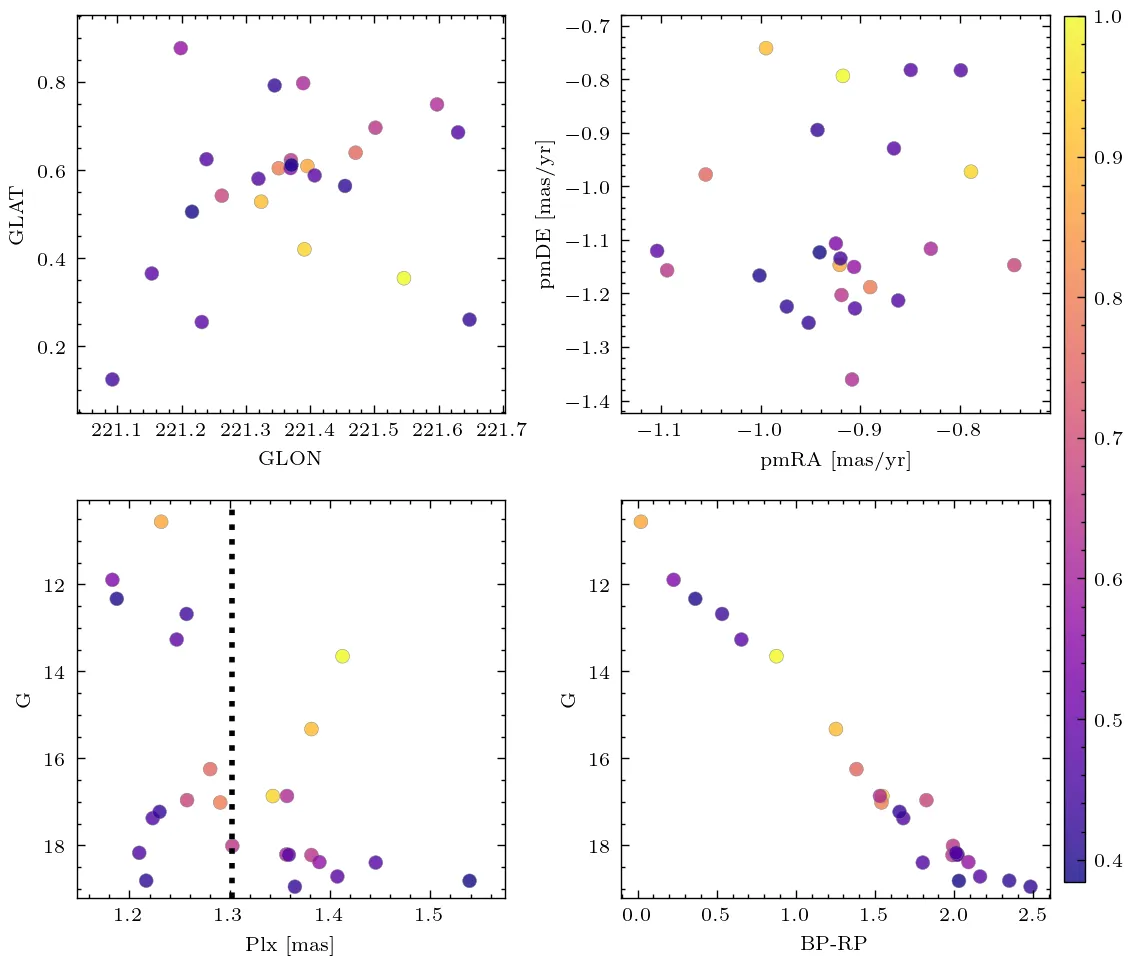 0.8
0.6
0.4
0.2
GLAT
221.1 221.2 221.3 221.4 221.5 221.6 221.7
GLON
−0.7
−0.8
−0.9
−1.0
−1.1
−1.2
−1.3
−1.4
pmDE [mas/yr]
−1.1 −1.0 −0.9 −0.8
pmRA [mas/yr]
1.0
0.9
0.8
0.7
0.6
0.5
0.4
12
14
16
18
G
1.2 1.3 1.4 1.5
Plx [mas]
12
14
16
18
G
0.0 0.5 1.0 1.5 2.0 2.5
BP-RP